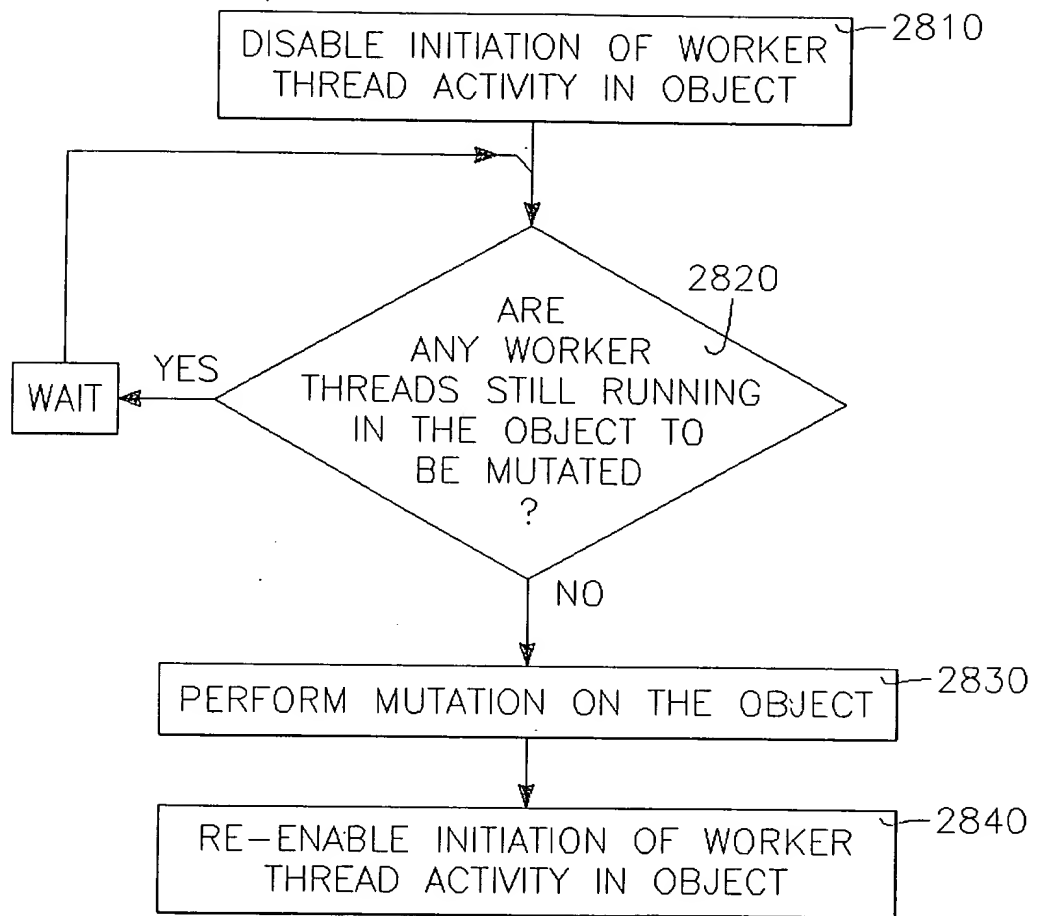 DISABLE INITIATION OF WORKER
THREAD ACTIVITY IN OBJECT
2810
2820
ARE
ANY WORKER
THREADS STILL RUNNING
IN THE OBJECT TO
BE MUTATED
?
YES
WAIT
NO
PERFORM MUTATION ON THE OBJECT
2830
RE-ENABLE INITIATION OF WORKER
THREAD ACTIVITY IN OBJECT
2840